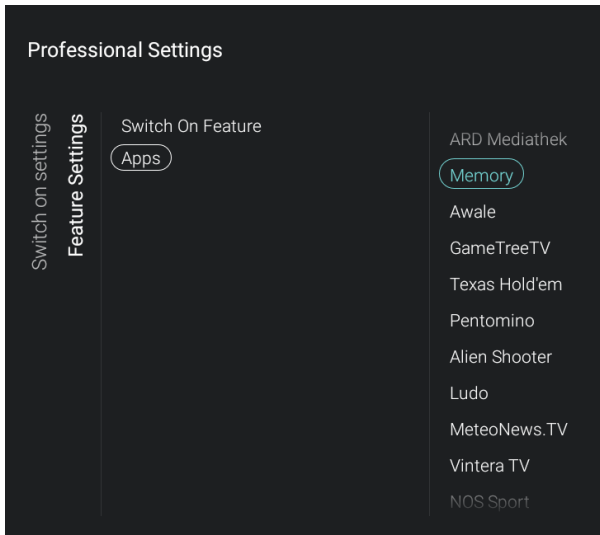 Professional Settings
Switch on settings
Feature Settings
Switch On Feature
Apps
ARD Mediathek
Memory
Awale
GameTreeTV
Texas Hold'em
Pentomino
Alien Shooter
Ludo
MeteoNews.TV
Vintera TV
NOS Sport